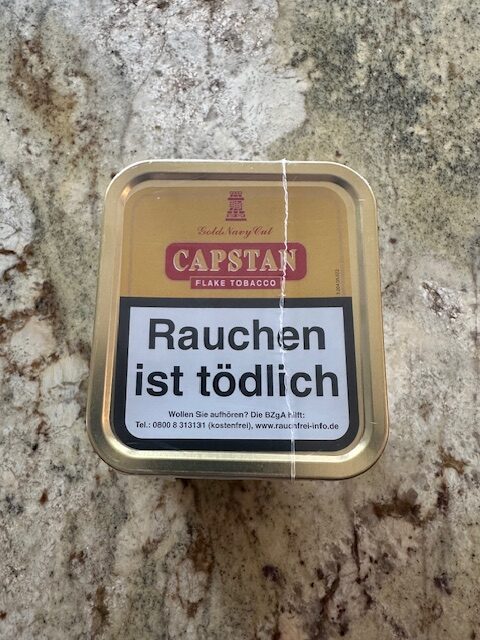 Gold Navy Cut
CAPSTAN
FLAKE TOBACCO
Rauchen
ist tödlich
Wollen Sie aufhören? Die BZgA hilft:
Tel.: 0800 8 313131 (kostenfrei), www.rauchfrei-info.de